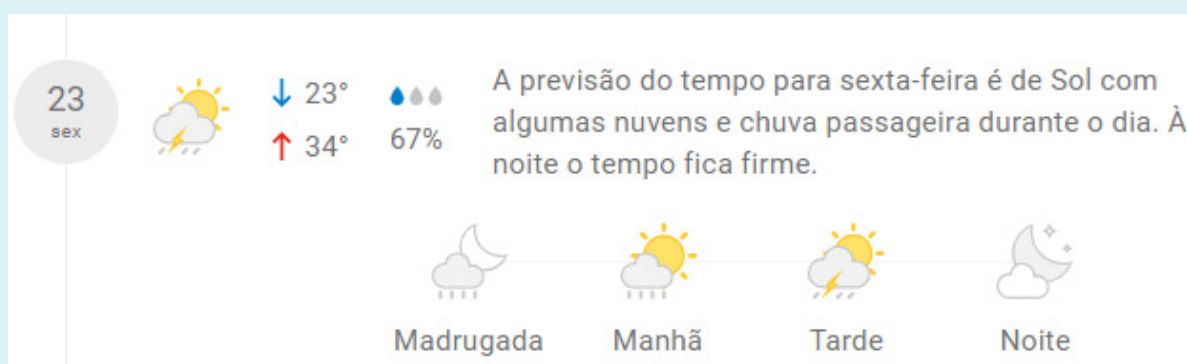 23
sex
↓ 23°
↑ 34°
67%
A previsão do tempo para sexta-feira é de Sol com
algumas nuvens e chuva passageira durante o dia. À
noite o tempo fica firme.
Madrugada Manhã Tarde Noite